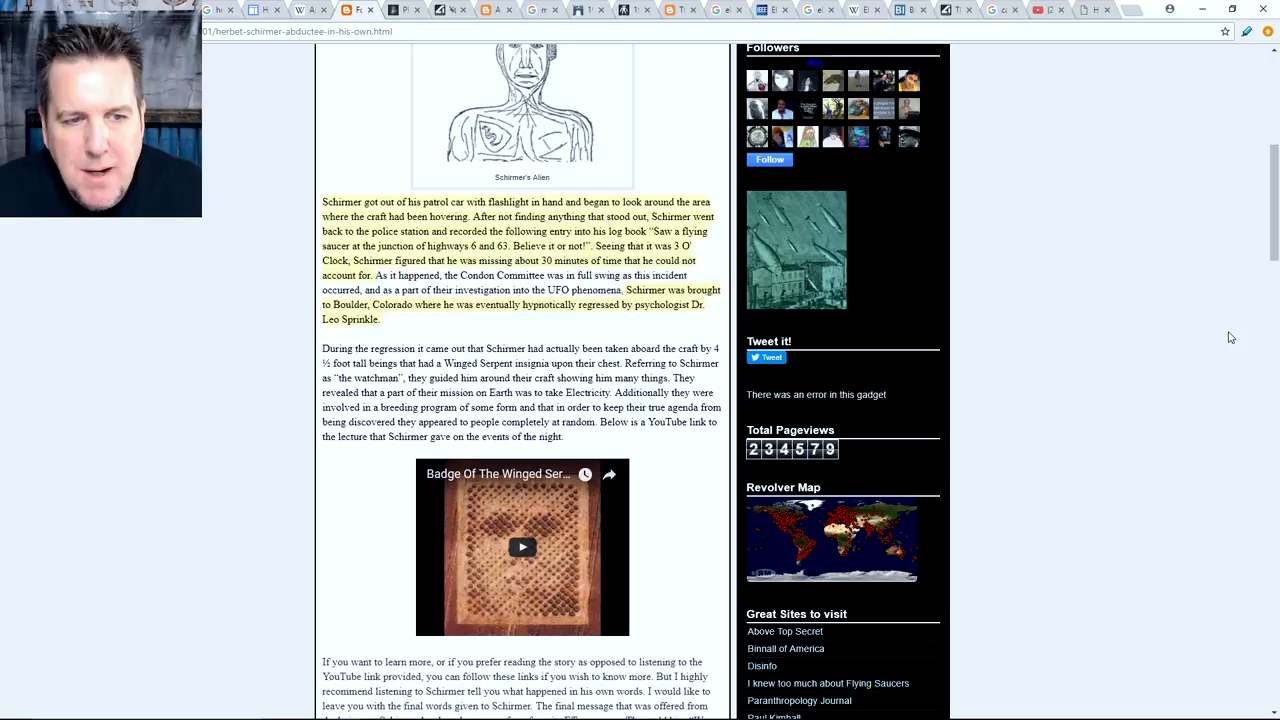 01/herbet-schirmer-abductee-in-his-own.html
Schirmer's Alien
Schirmer got out of his patrol car with flashlight in hand and began to look around the area
where the craft had been hovering. After not finding anything that stood out, Schirmer went
back to the police station and recorded the following entry into his log book “Saw a flying
saucer at the junction of highways 6 and 63. Believe it or not!”. Seeing that it was 3 O'
Clock, Schirmer figured that he was missing about 30 minutes of time that he could not
account for. As it happened, the Condon Committee was in full swing as this incident
occurred, and as a part of their investigation into the UFO phenomena, Schirmer was brought
to Boulder, Colorado where he was eventually hypnotically regressed by psychologist Dr.
Leo Sprinkle.
During the regression it came out that Schirmer had actually been taken aboard the craft by 4
½ foot tall beings that had a Winged Serpent insignia upon their chest. Referring to Schirmer
as “the watchman”, they guided him around their craft showing him many things. They
revealed that a part of their mission on Earth was to take Electricity. Additionally they were
involved in a breeding program of some form and that in order to keep their true agenda from
being discovered they appeared to people completely at random. Below is a YouTube link to
the lecture that Schirmer gave on the events of the night.
Badge Of The Winged Ser...
If you want to learn more, or if you prefer reading the story as opposed to listening to the
YouTube link provided, you can follow these links if you wish to know more. But I highly
recommend listening to Schirmer tell you what happened in his own words. I would like to
leave you with the final words given to Schirmer. The final message that was offered from
Followers
Follow
Tweet it!
Tweet
There was an error in this gadget
Total Pageviews
234579
Revolver Map
Great Sites to visit
Above Top Secret
Binnall of America
Disinfo
I knew too much about Flying Saucers
Paranthropology Journal
Paul Kimball